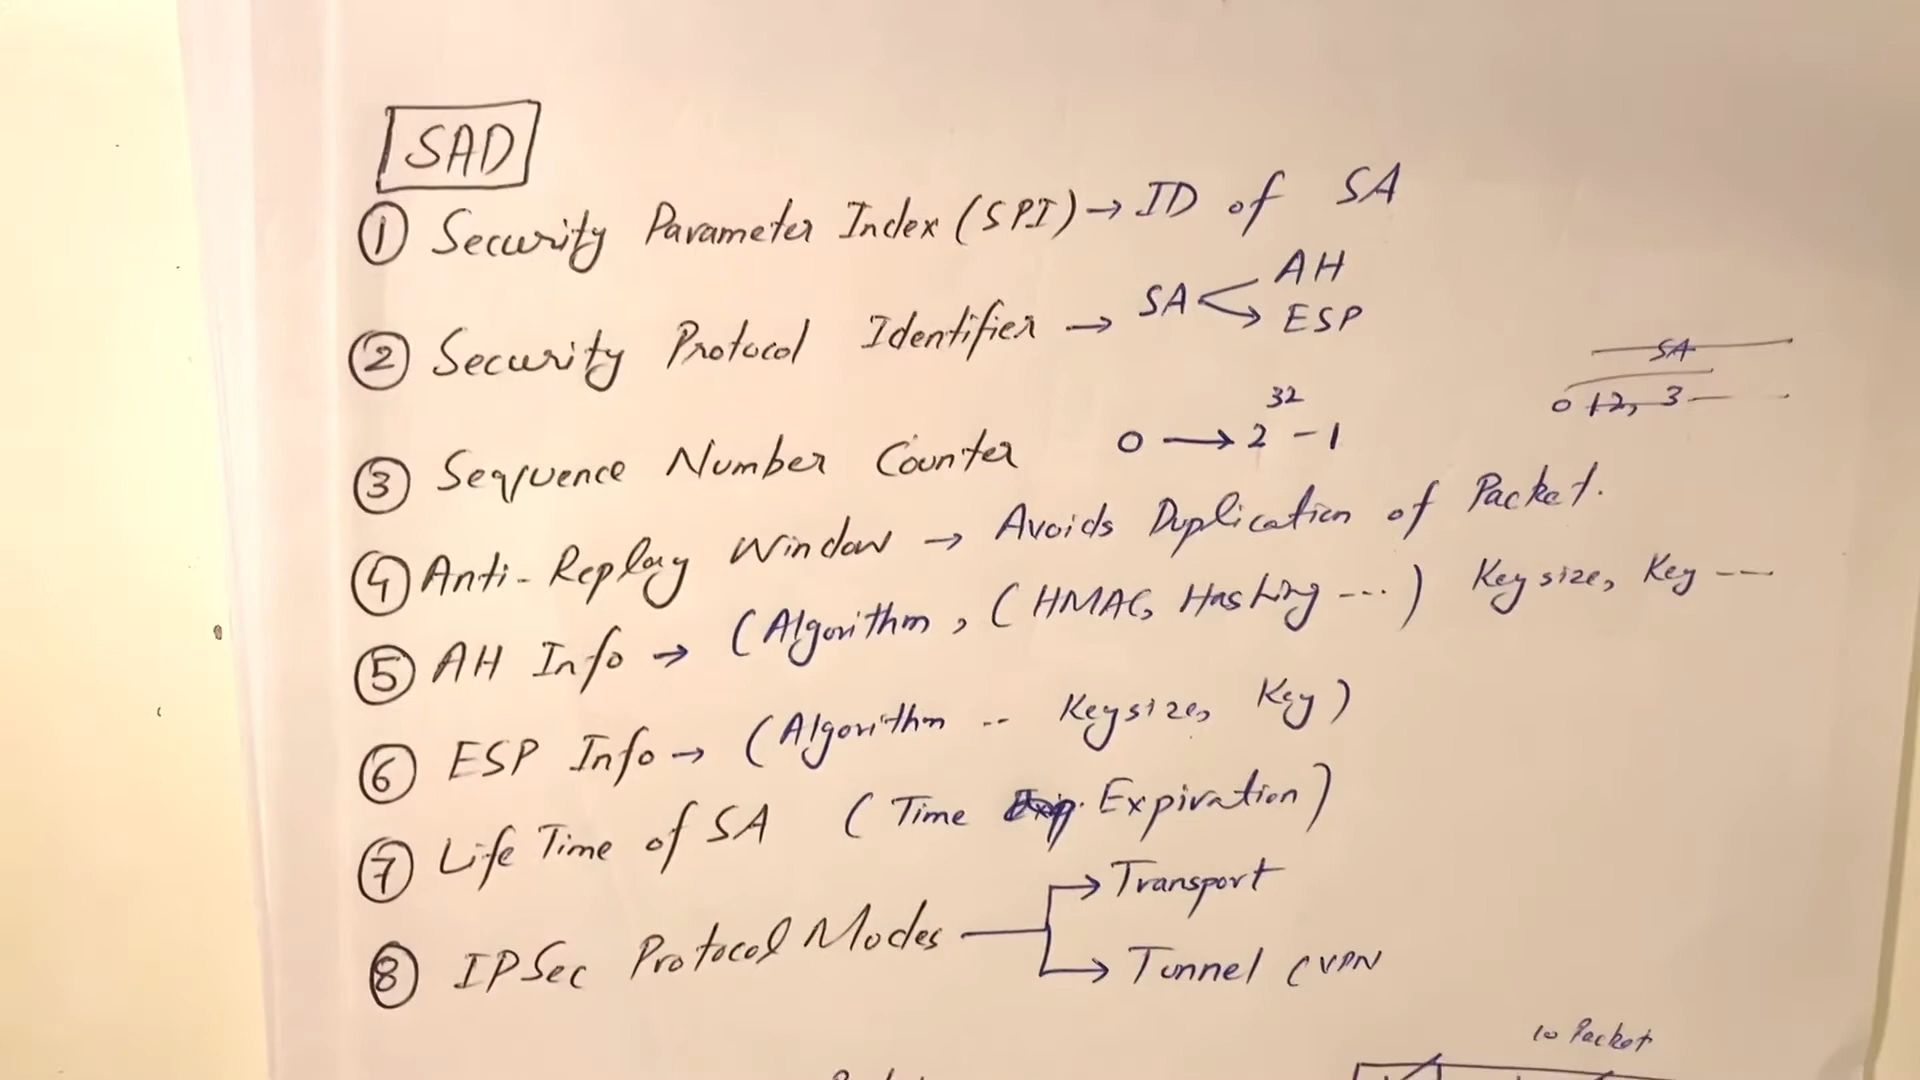 SAD
① Security Parameter Index (SPI) → ID of SA
② Security Protocol Identifier → SA AH
ESP
SA
0 1 2, 3
③ Seqvence Number Counter 0 → 2^32 - 1
④ Anti-Replay Window → Avoids Duplication of Packet.
⑤ AH Info → (Algorithm, (HMAC, Hashing ---) Key size, Key --
⑥ ESP Info → (Algorithm -- Keysize, Key)
⑦ Life Time of SA (Time Expiration)
⑧ IPSec Protocol Modes Transport
Tunnel (VPN
10 Packet